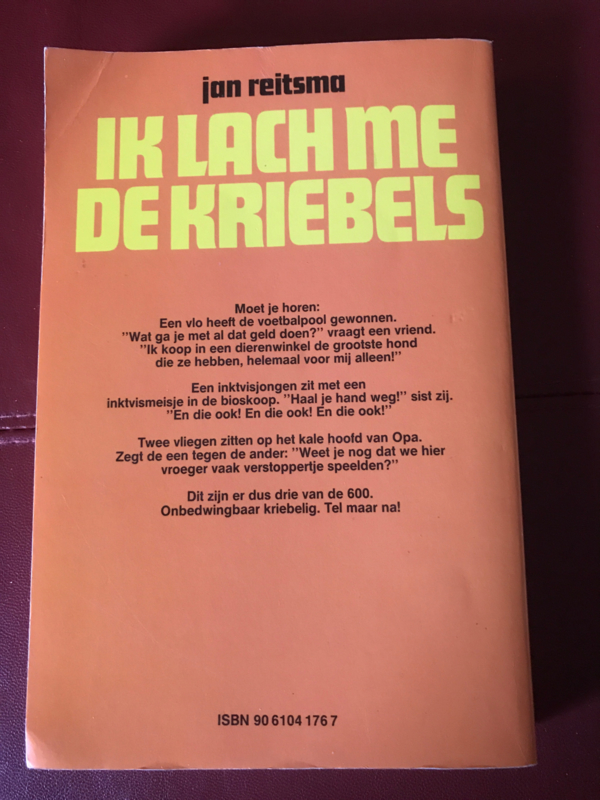 jan reitsma
IK LACH ME
DE KRIEBELS
Moet je horen:
Een vlo heeft de voetbalpool gewonnen.
"Wat ga je met al dat geld doen?" vraagt een vriend.
"Ik koop in een dierenwinkel de grootste hond
die ze hebben, helemaal voor mij alleen!"
Een inktvisjongen zit met een
inktvismeisje in de bioskoop. "Haal je hand weg!" sist zij.
"En die ook! En die ook! En die ook!"
Twee vliegen zitten op het kale hoofd van Opa.
Zegt de een tegen de ander: "Weet je nog dat we hier
vroeger vaak verstoppertje speelden?"
Dit zijn er dus drie van de 600.
Onbedwingbaar kriebelig. Tel maar na!
ISBN 90 6104 176 7